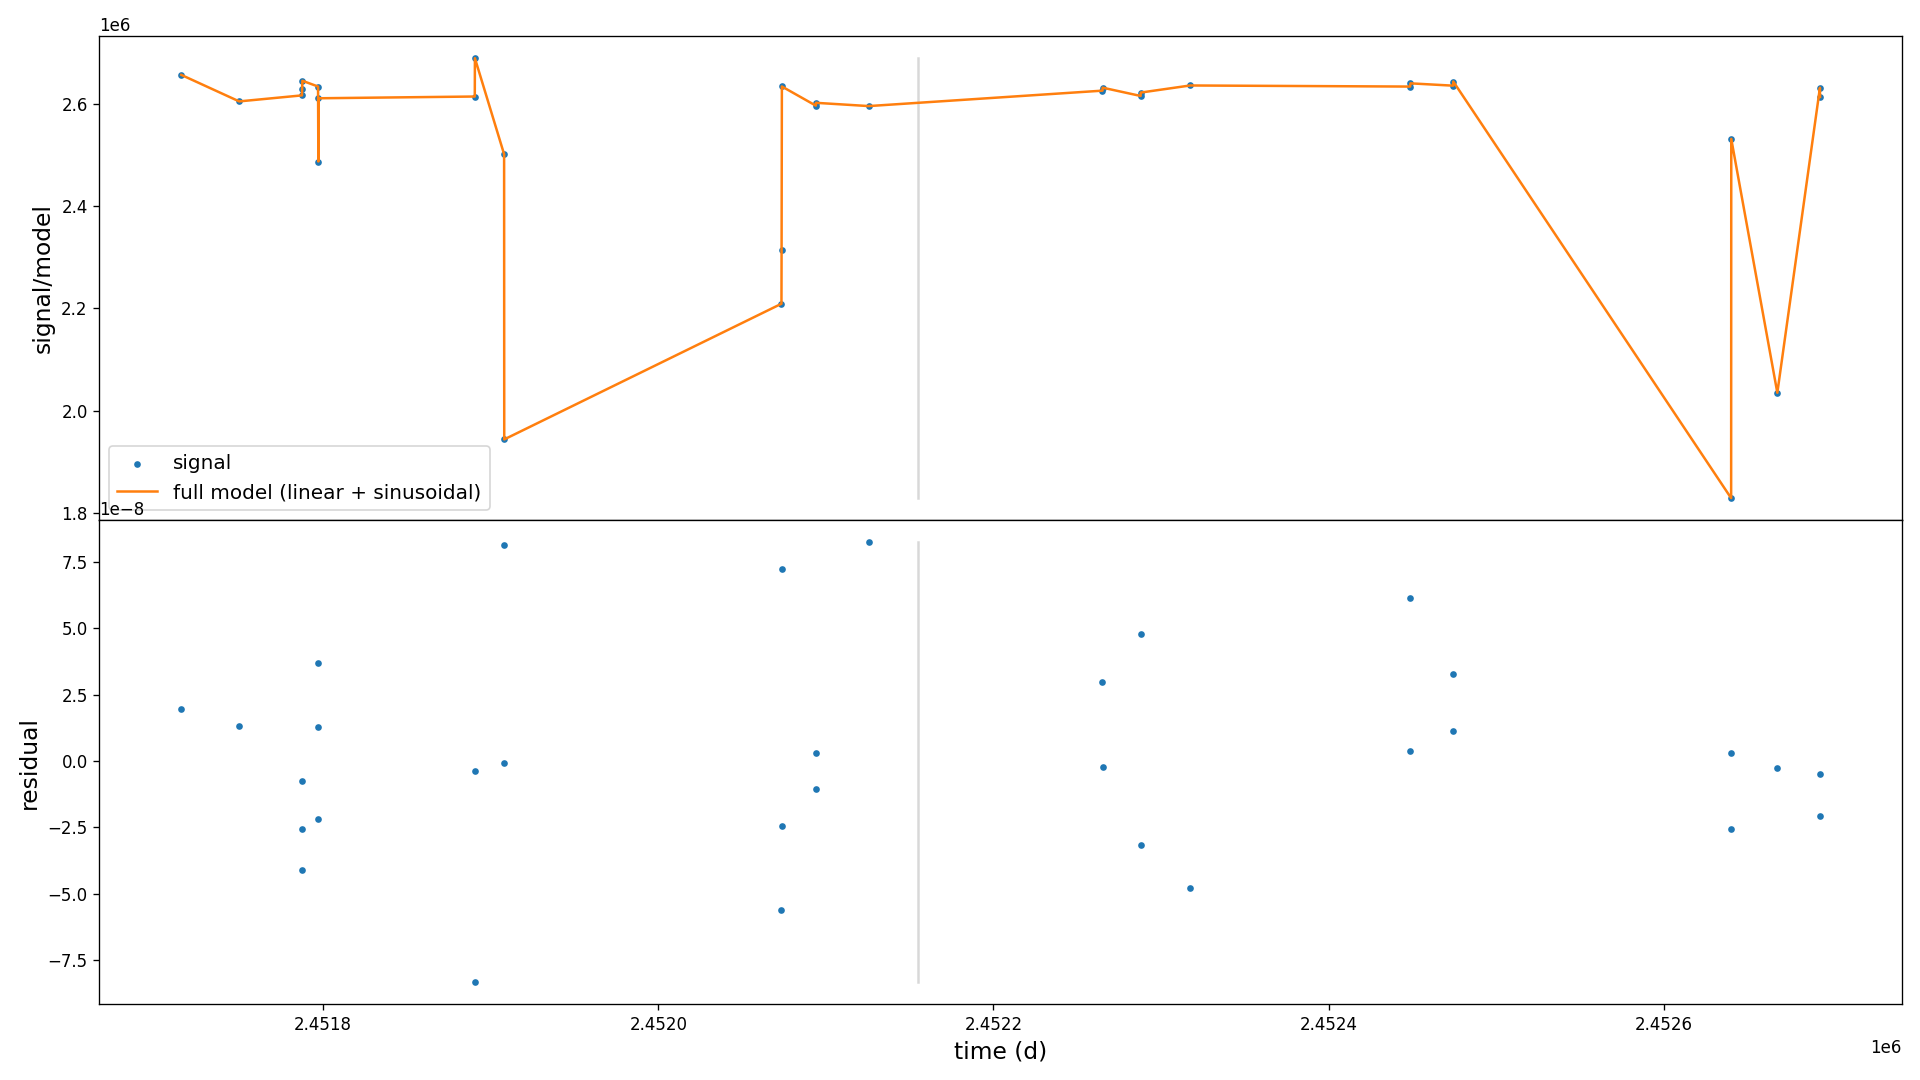 1e6
signal/model
2.6
2.4
2.2
2.0
1.8
signal
full model (linear + sinusoidal)
1e−8
residual
7.5
5.0
2.5
0.0
−2.5
−5.0
−7.5
2.4518
2.4520
2.4522
2.4524
2.4526
time (d)
1e6